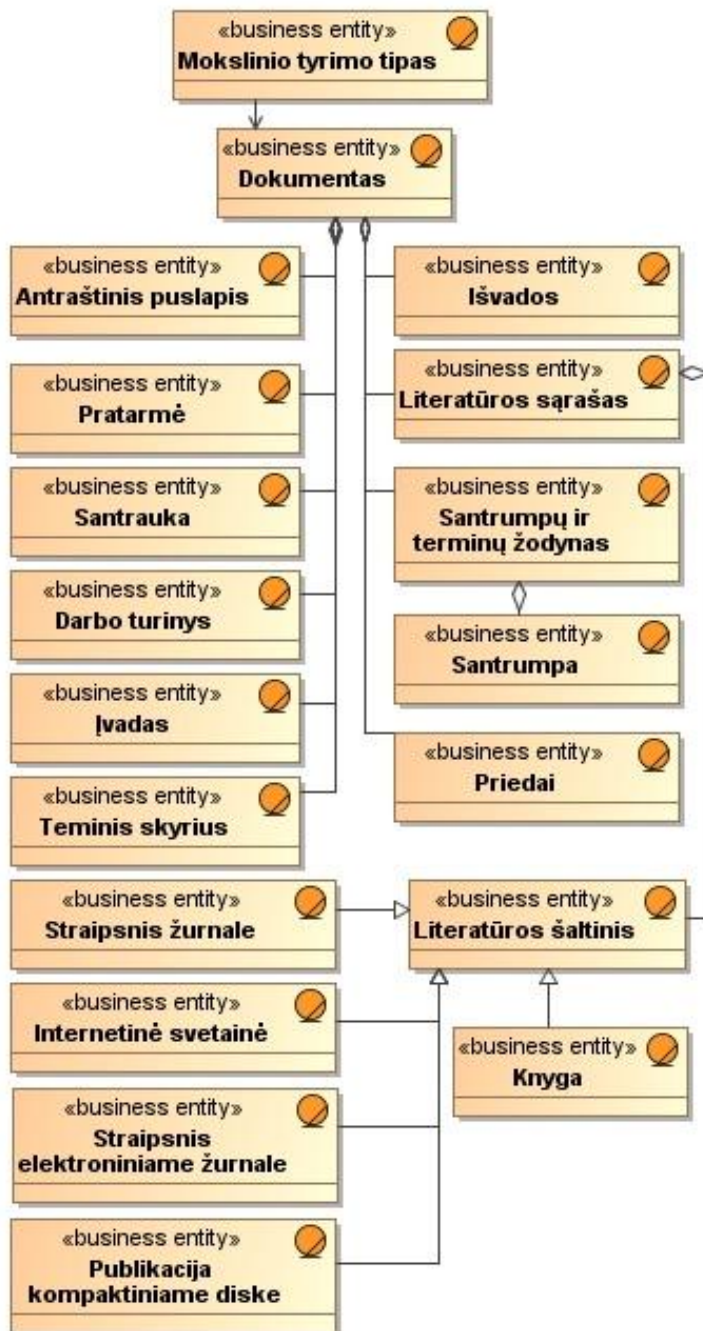 «business entity»
Mokslinio tyrimo tipas
«business entity»
Dokumentas
«business entity»
Antraštinis puslapis
«business entity»
Pratarmė
«business entity»
Santrauka
«business entity»
Darbo turinys
«business entity»
Įvadas
«business entity»
Teminis skyrius
«business entity»
Išvados
«business entity»
Literatūros sąrašas
«business entity»
Santrumpų ir
terminų žodynas
«business entity»
Santrumpa
«business entity»
Priedai
«business entity»
Straipsnis žurnale
«business entity»
Internetinė svetainė
«business entity»
Straipsnis
elektroniniame žurnale
«business entity»
Publikacija
kompaktiniame diske
«business entity»
Literatūros šaltinis
«business entity»
Knyga